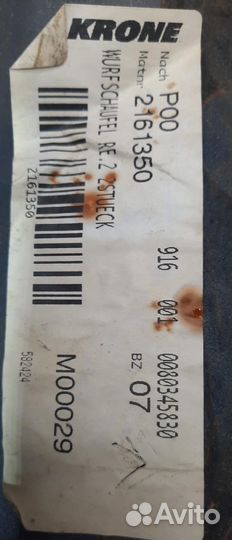 KRONE
Nach P00
Matnr 2161350
WURFSCHAUFEL RE.2 2STUECK
2161350
916 001 0080345830
BZ 07
M00029
592424
Avito